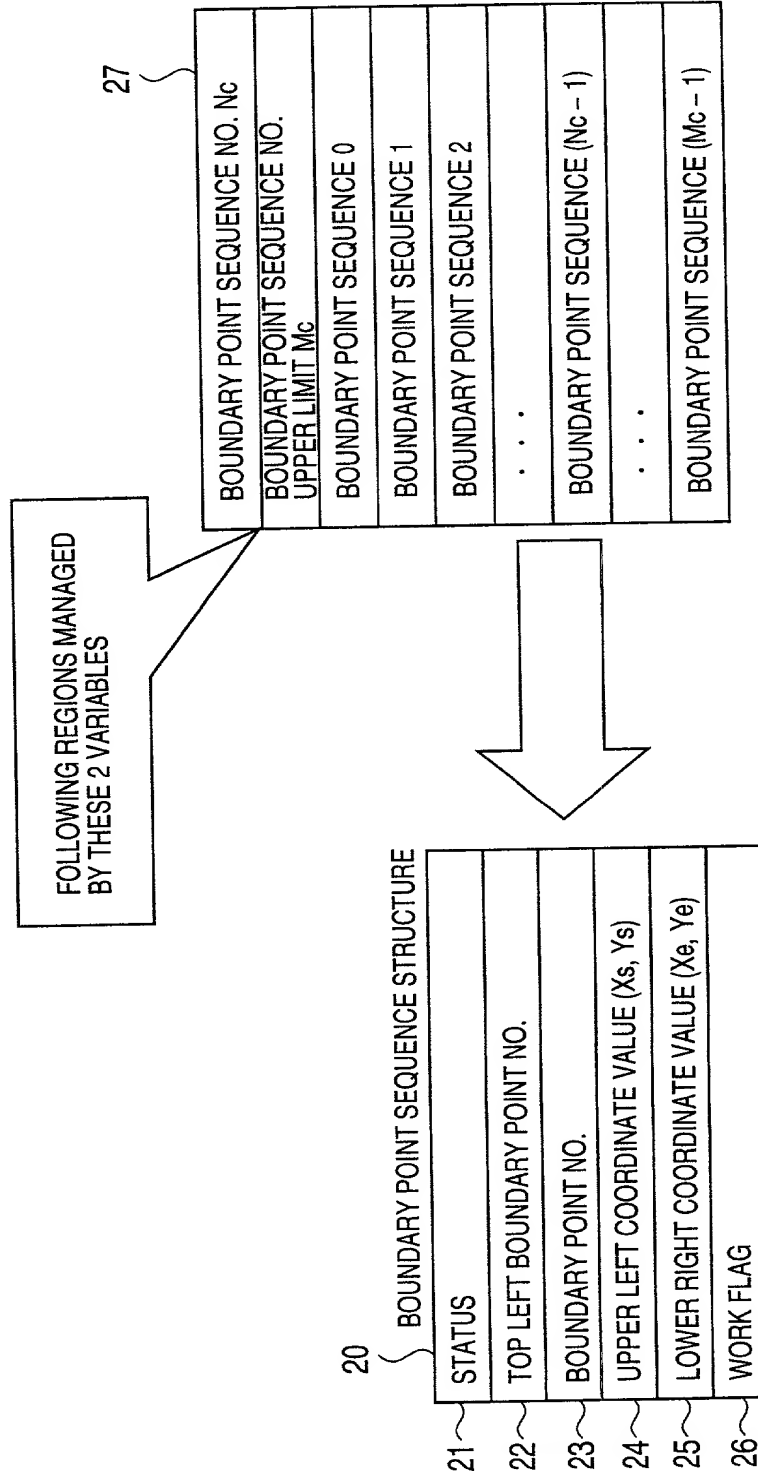 FOLLOWING REGIONS MANAGED
BY THESE 2 VARIABLES
27
BOUNDARY POINT SEQUENCE NO. Nc
BOUNDARY POINT SEQUENCE NO.
UPPER LIMIT Mc
BOUNDARY POINT SEQUENCE 0
BOUNDARY POINT SEQUENCE 1
BOUNDARY POINT SEQUENCE 2
. . .
BOUNDARY POINT SEQUENCE (Nc – 1)
. . .
BOUNDARY POINT SEQUENCE (Mc – 1)
BOUNDARY POINT SEQUENCE STRUCTURE
20
21 STATUS
22 TOP LEFT BOUNDARY POINT NO.
23 BOUNDARY POINT NO.
24 UPPER LEFT COORDINATE VALUE (Xs, Ys)
25 LOWER RIGHT COORDINATE VALUE (Xe, Ye)
26 WORK FLAG